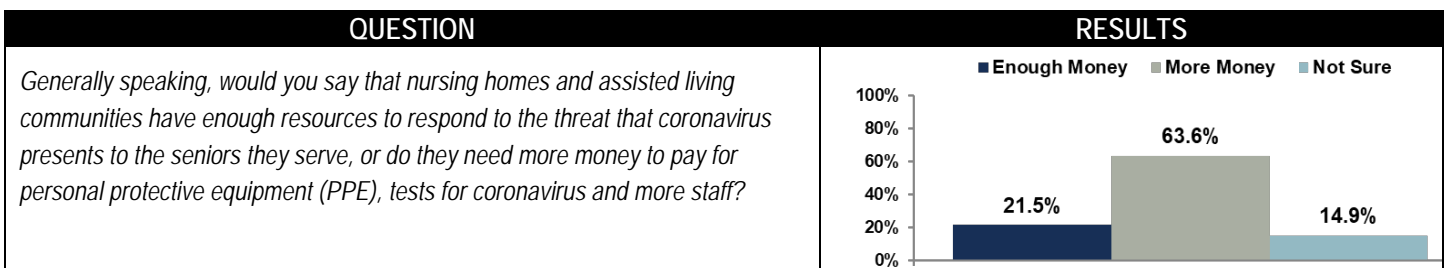 QUESTION
RESULTS
Generally speaking, would you say that nursing homes and assisted living
communities have enough resources to respond to the threat that coronavirus
presents to the seniors they serve, or do they need more money to pay for
personal protective equipment (PPE), tests for coronavirus and more staff?
Enough Money More Money Not Sure
100%
80%
60%
40%
20%
0%
21.5%
63.6%
14.9%